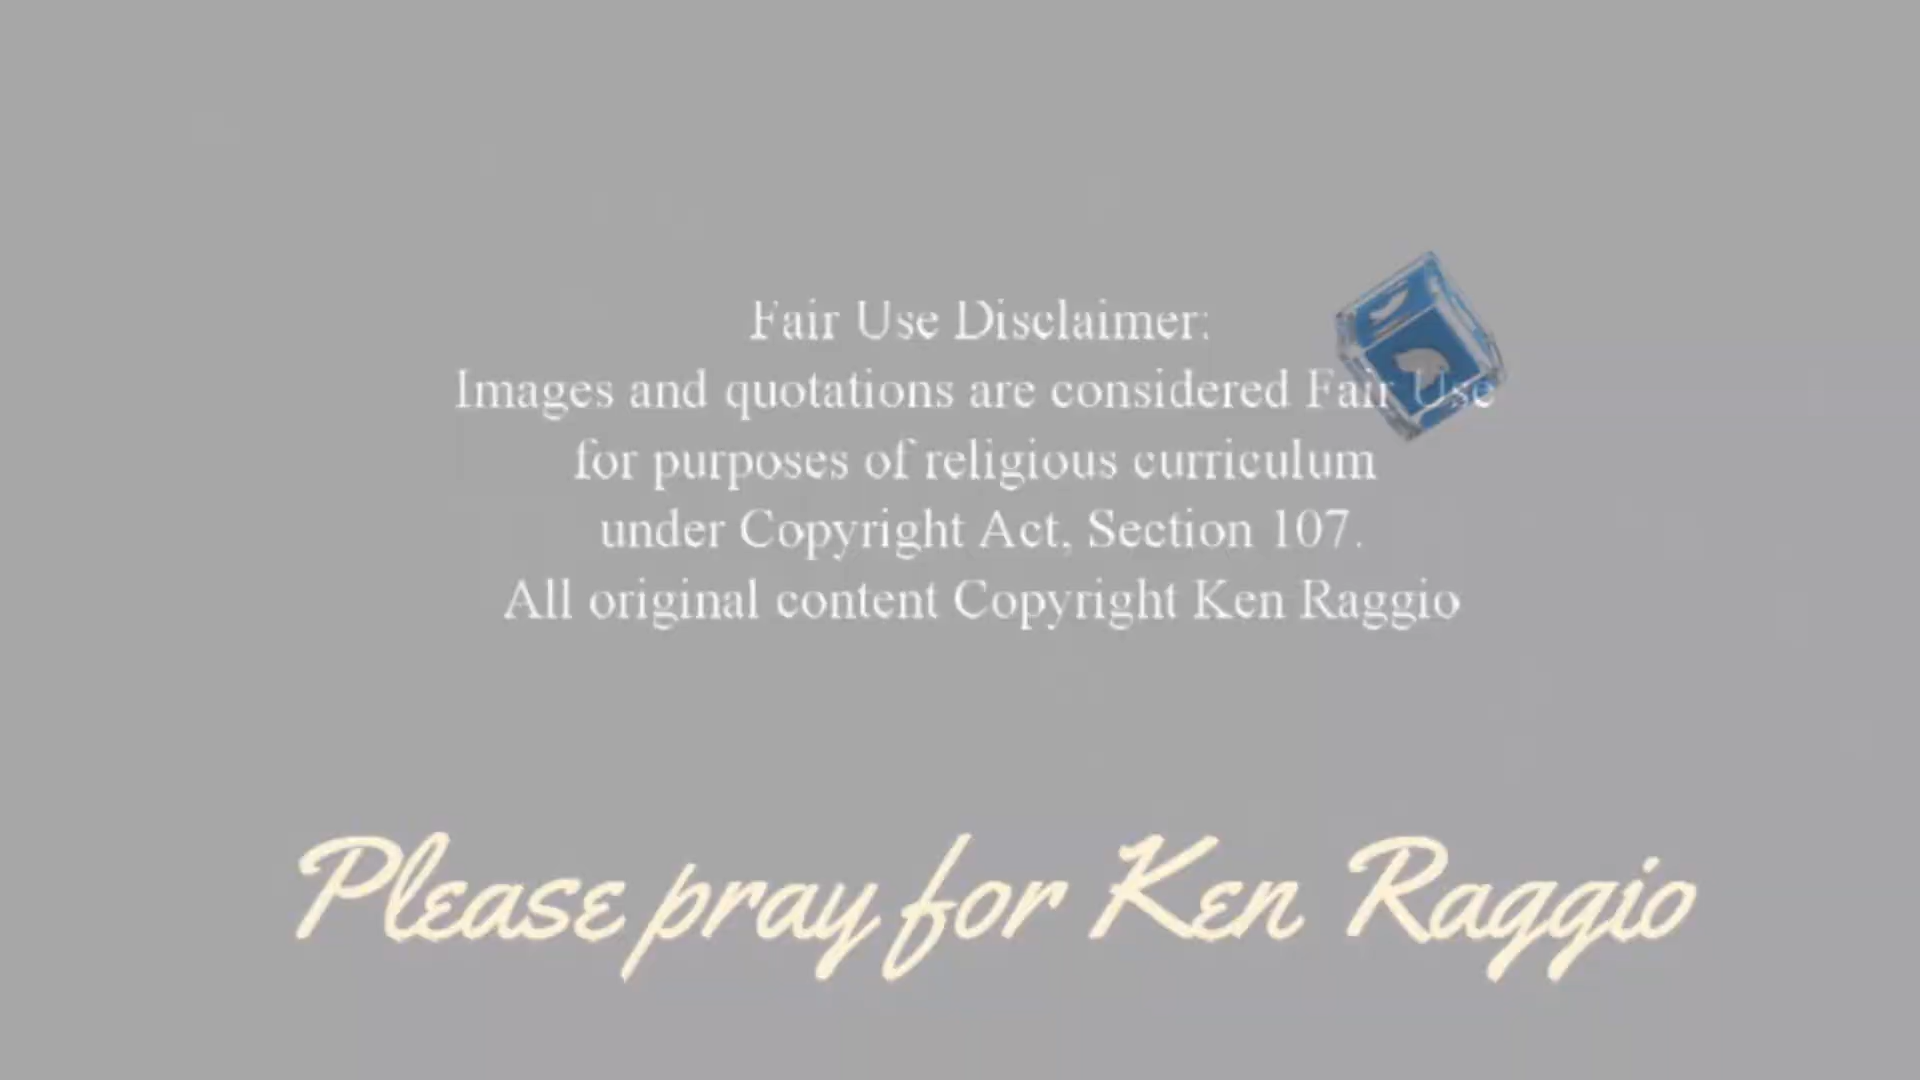 Fair Use Disclaimer:
Images and quotations are considered Fair Use
for purposes of religious curriculum
under Copyright Act, Section 107.
All original content Copyright Ken Raggio
Please pray for Ken Raggio